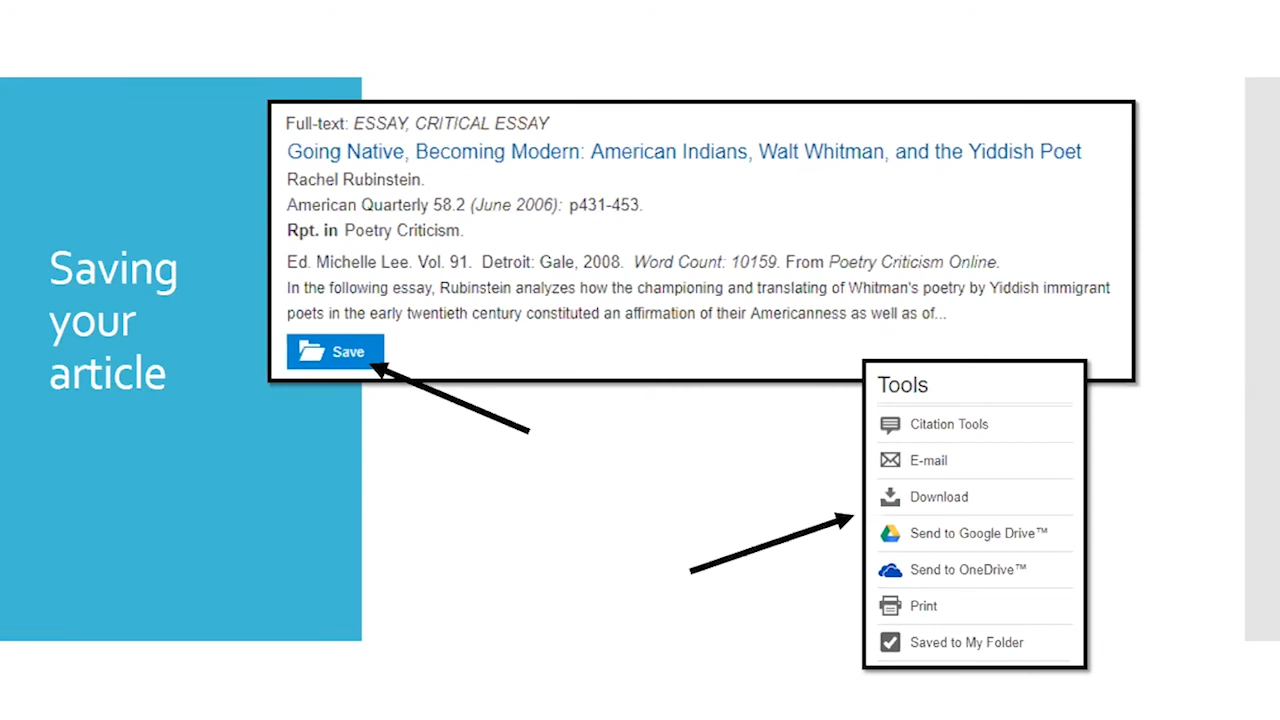 Saving
your
article
Full-text: ESSAY, CRITICAL ESSAY
Going Native, Becoming Modern: American Indians, Walt Whitman, and the Yiddish Poet
Rachel Rubinstein.
American Quarterly 58.2 (June 2006): p431-453.
Rpt. in Poetry Criticism.
Ed. Michelle Lee. Vol. 91. Detroit: Gale, 2008. Word Count: 10159. From Poetry Criticism Online.
In the following essay, Rubinstein analyzes how the championing and translating of Whitman's poetry by Yiddish immigrant
poets in the early twentieth century constituted an affirmation of their Americanness as well as of...
Save
Tools
Citation Tools
E-mail
Download
Send to Google Drive™
Send to OneDrive™
Print
Saved to My Folder